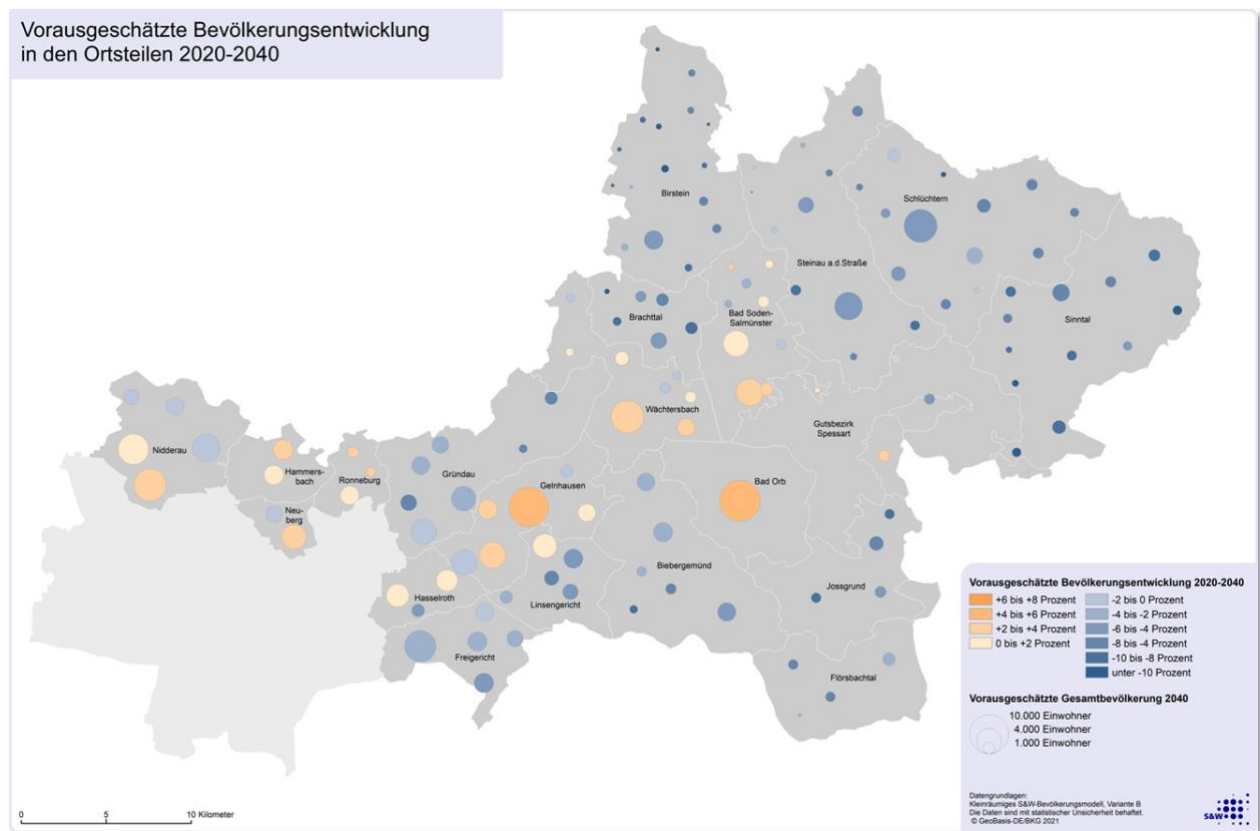 Vorausgeschätzte Bevölkerungsentwicklung
in den Ortsteilen 2020-2040
Birstein
Schlüchtern
Steinau a.d.Straße
Brachttal
Bad Soden-
Salmünster
Sinntal
Wächtersbach
Gutsbezirk
Spessart
Nidderau
Hammers-
bach
Ronneburg
Gründau
Gelnhausen
Bad Orb
Neu-
berg
Biebergemünd
Hasselroth
Linsengericht
Jossgrund
Freigericht
Flörsbachtal
Vorausgeschätzte Bevölkerungsentwicklung 2020-2040
+6 bis +8 Prozent
+4 bis +6 Prozent
+2 bis +4 Prozent
0 bis +2 Prozent
-2 bis 0 Prozent
-4 bis -2 Prozent
-6 bis -4 Prozent
-8 bis -4 Prozent
-10 bis -8 Prozent
unter -10 Prozent
Vorausgeschätzte Gesamtbevölkerung 2040
10.000 Einwohner
4.000 Einwohner
1.000 Einwohner
Datengrundlagen:
Kleinräumiges S&W-Bevölkerungsmodell, Variante B
Die Daten sind mit statistischer Unsicherheit behaftet.
© GeoBasis-DE/BKG 2021
S&W
0 5 10 Kilometer